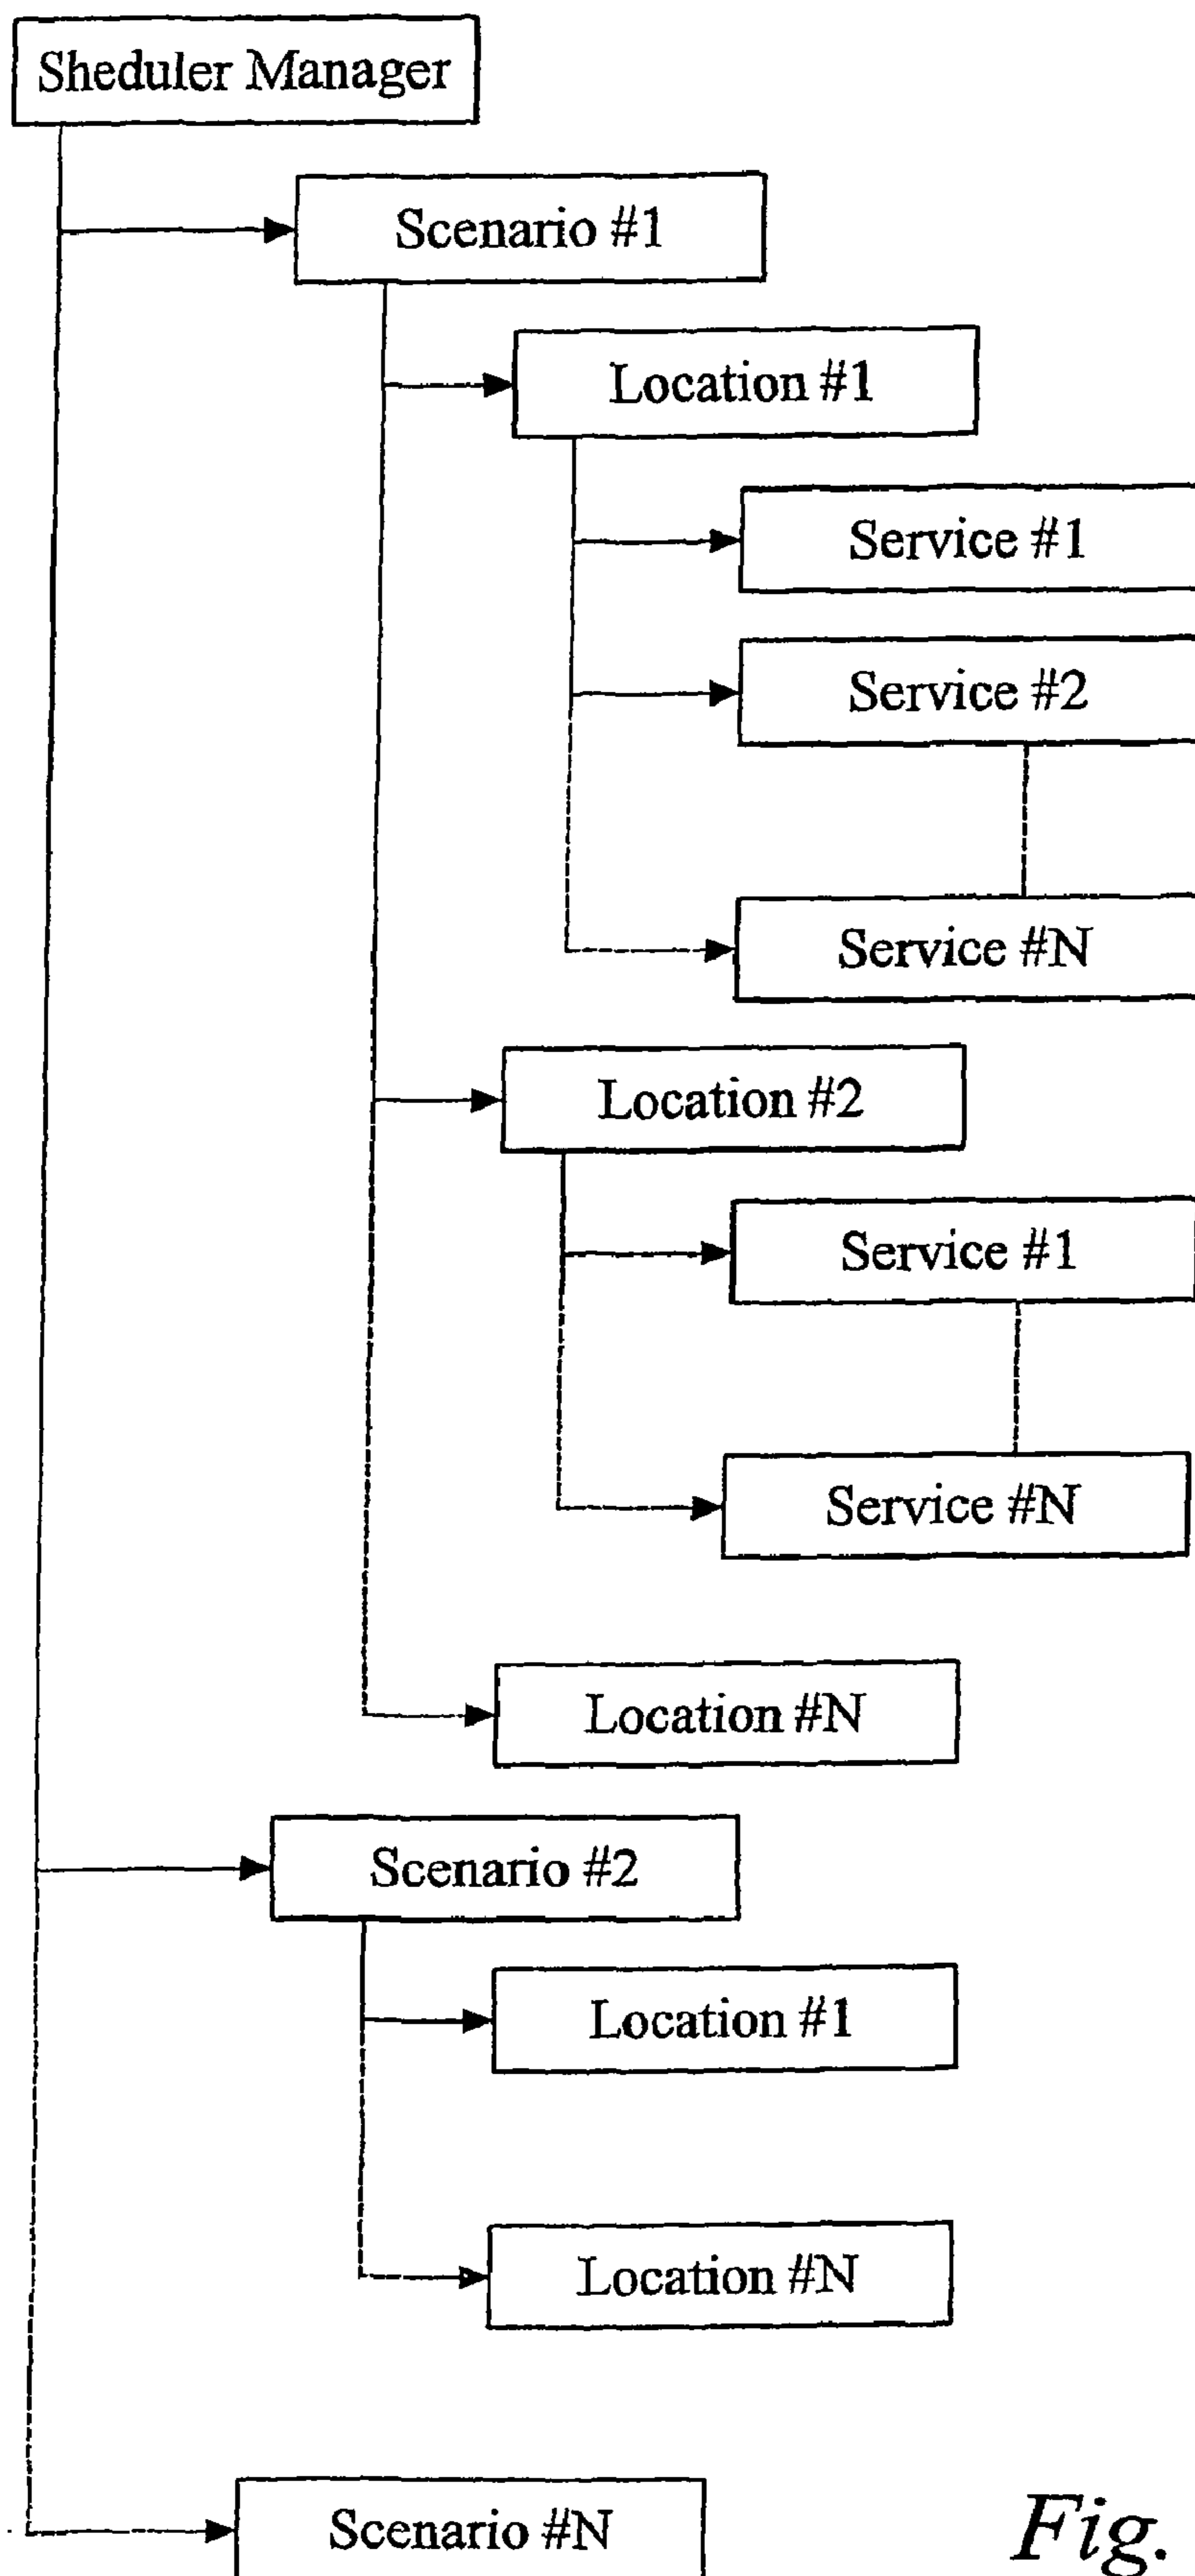 Sheduler Manager
Scenario #1
Location #1
Service #1
Service #2
Service #N
Location #2
Service #1
Service #N
Location #N
Scenario #2
Location #1
Location #N
Scenario #N
Fig.